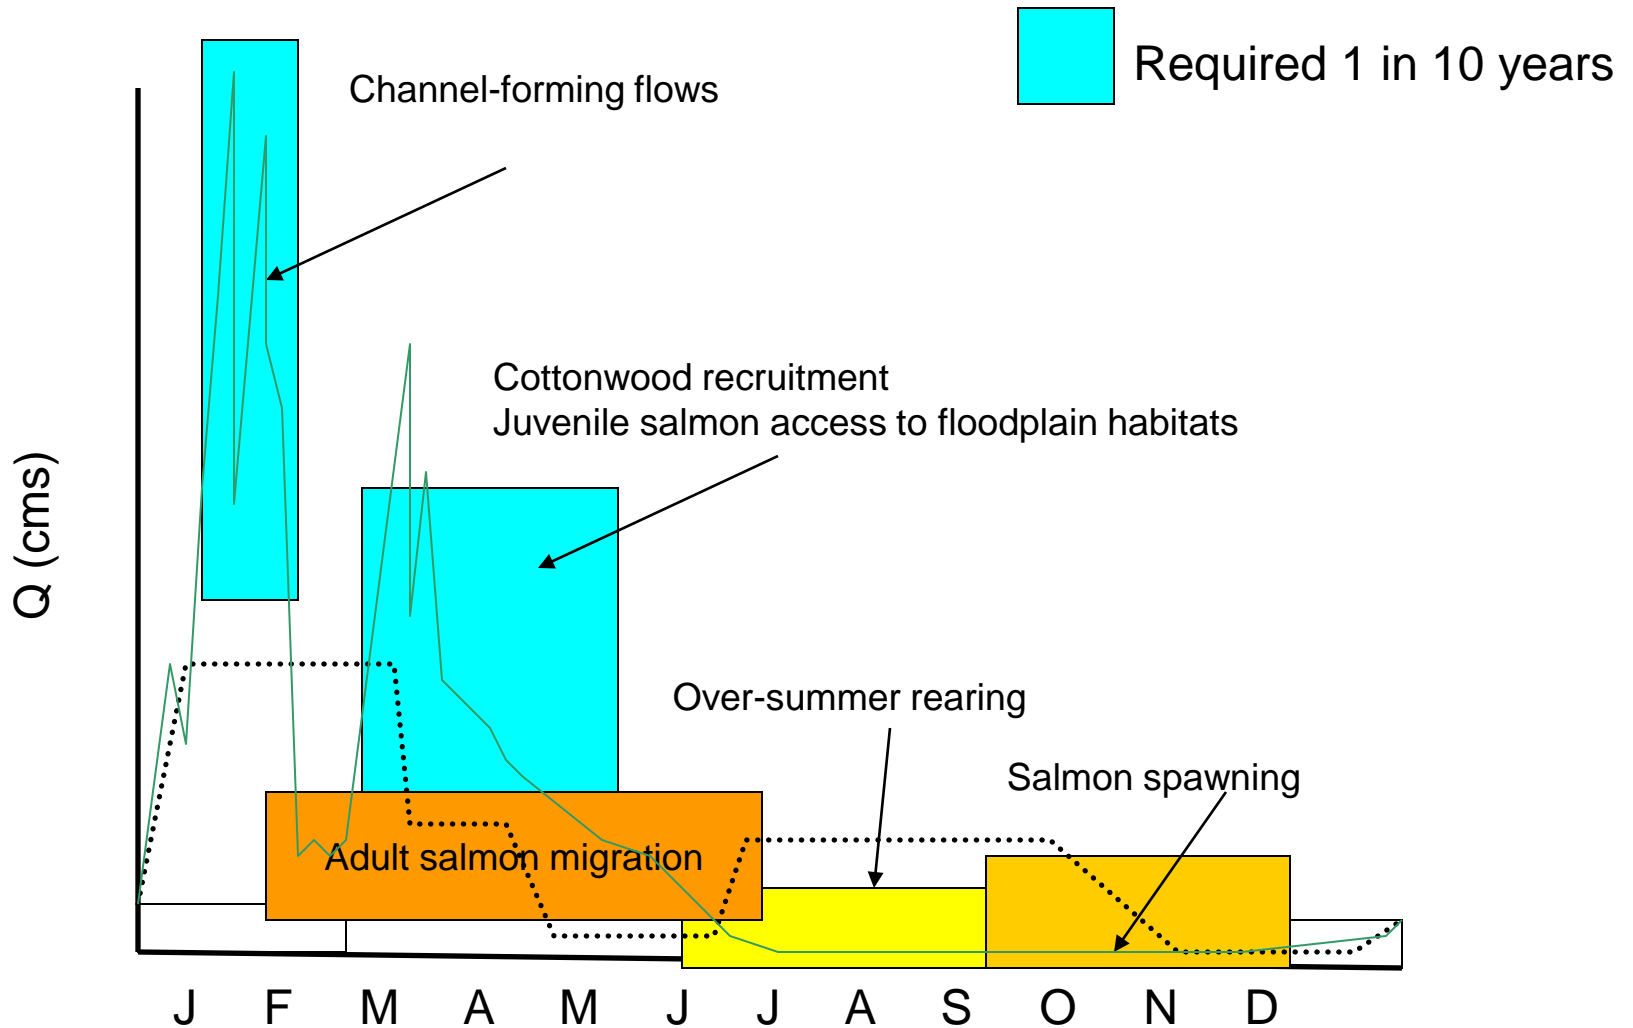 Required 1 in 10 years
Channel-forming flows
Cottonwood recruitment
Juvenile salmon access to floodplain habitats
Q (cms)
Over-summer rearing
Salmon spawning
Adult salmon migration
J F M A M J J A S O N D